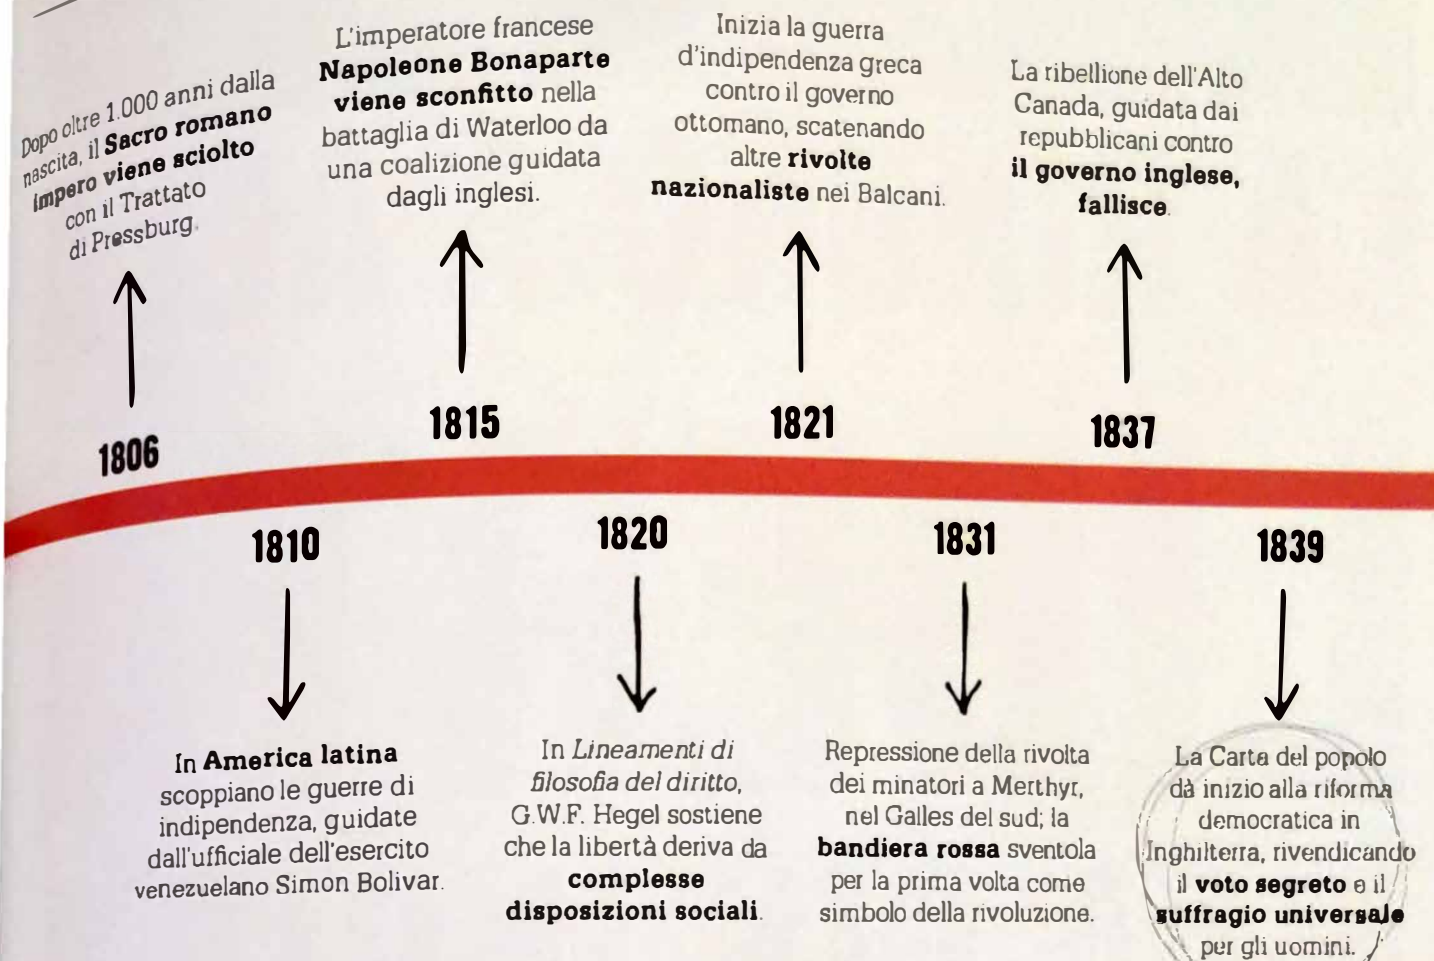 Dopo oltre 1.000 anni dalla
nascita, il Sacro romano
impero viene sciolto
con il Trattato
di Pressburg.
L'imperatore francese
Napoleone Bonaparte
viene sconfitto nella
battaglia di Waterloo da
una coalizione guidata
dagli inglesi.
Inizia la guerra
d'indipendenza greca
contro il governo
ottomano, scatenando
altre rivolte
nazionaliste nei Balcani.
La ribellione dell'Alto
Canada, guidata dai
repubblicani contro
il governo inglese,
fallisce.
1806
1815
1821
1837
1810
1820
1831
1839
In America latina
scoppiano le guerre di
indipendenza, guidate
dall'ufficiale dell'esercito
venezuelano Simon Bolivar.
In Lineamenti di
filosofia del diritto,
G.W.F. Hegel sostiene
che la libertà deriva da
complesse
disposizioni sociali.
Repressione della rivolta
dei minatori a Merthyr,
nel Galles del sud; la
bandiera rossa sventola
per la prima volta come
simbolo della rivoluzione.
La Carta del popolo
dà inizio alla riforma
democratica in
Inghilterra, rivendicando
il voto segreto e il
suffragio universale
per gli uomini.